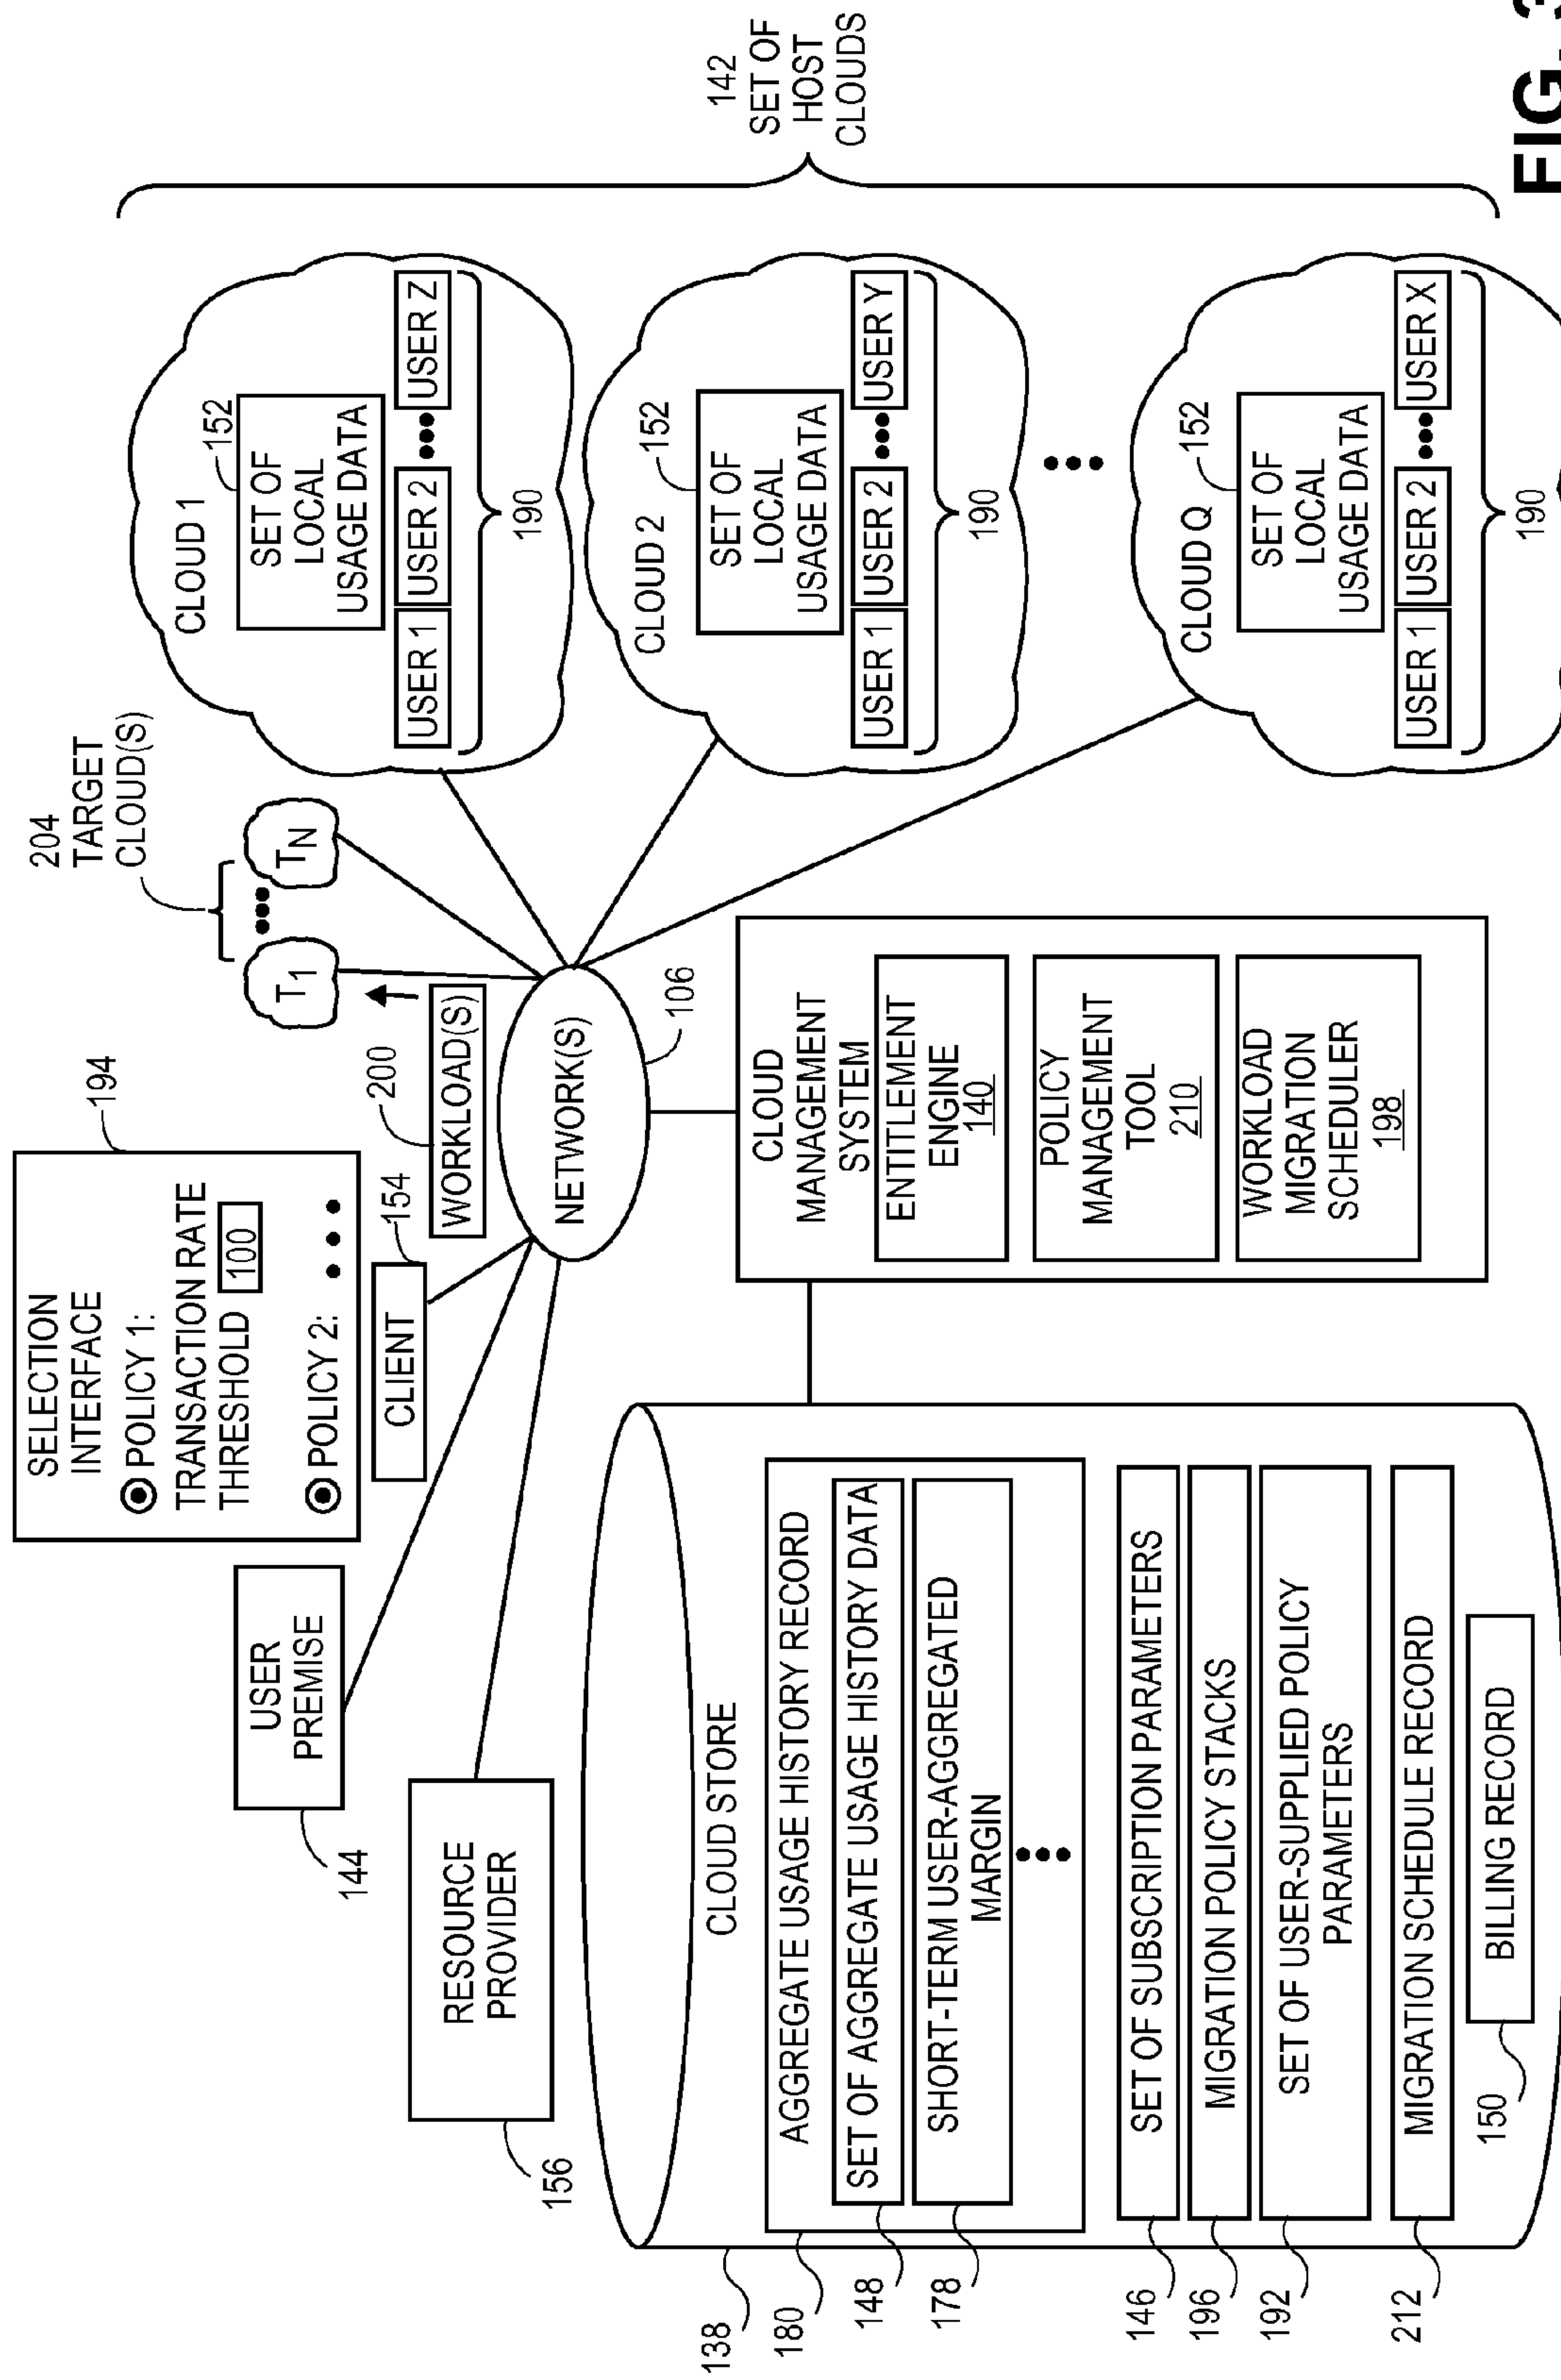 194
SELECTION
INTERFACE
POLICY 1:
TRANSACTION RATE
THRESHOLD 100
POLICY 2:
USER
PREMISE
144
CLIENT
154
RESOURCE
PROVIDER
156
200
WORKLOAD(S)
NETWORK(S)
106
204
TARGET
CLOUD(S)
T1
TN
CLOUD 1
152
SET OF
LOCAL
USAGE DATA
USER 1 USER 2 USER Z
190
CLOUD 2
152
SET OF
LOCAL
USAGE DATA
USER 1 USER 2 USER Y
190
CLOUD Q
152
SET OF
LOCAL
USAGE DATA
USER 1 USER 2 USER X
190
142
SET OF
HOST
CLOUDS
CLOUD STORE
138
AGGREGATE USAGE HISTORY RECORD
180
SET OF AGGREGATE USAGE HISTORY DATA
148
SHORT-TERM USER-AGGREGATED
MARGIN
178
SET OF SUBSCRIPTION PARAMETERS
146
MIGRATION POLICY STACKS
196
SET OF USER-SUPPLIED POLICY
PARAMETERS
192
MIGRATION SCHEDULE RECORD
212
BILLING RECORD
150
CLOUD
MANAGEMENT
SYSTEM
ENTITLEMENT
ENGINE
140
POLICY
MANAGEMENT
TOOL
210
WORKLOAD
MIGRATION
SCHEDULER
198
FIG. 3